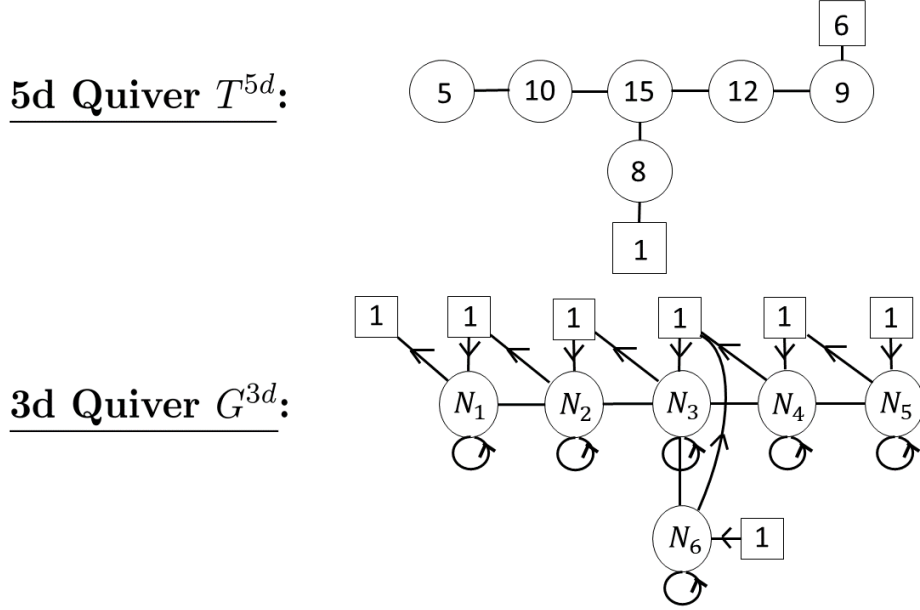 6
5d Quiver T^{5d}:
5 10 15 12 9
8
1
1 1 1 1 1 1
3d Quiver G^{3d}:
N_1 N_2 N_3 N_4 N_5
N_6 1